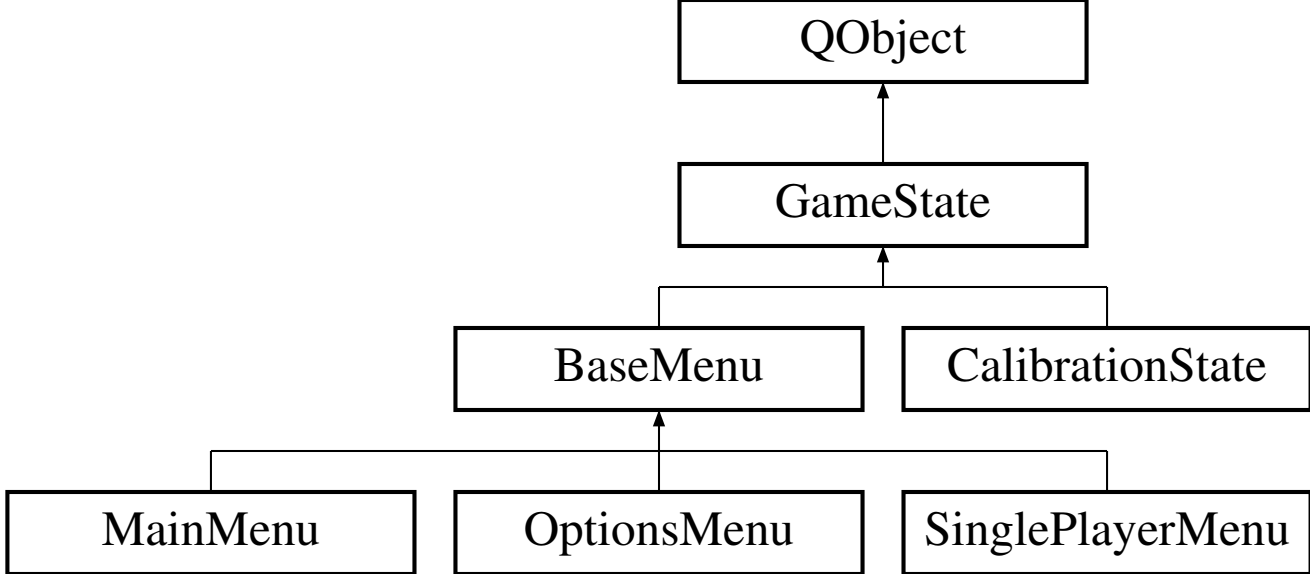 QObject
GameState
BaseMenu
CalibrationState
MainMenu
OptionsMenu
SinglePlayerMenu